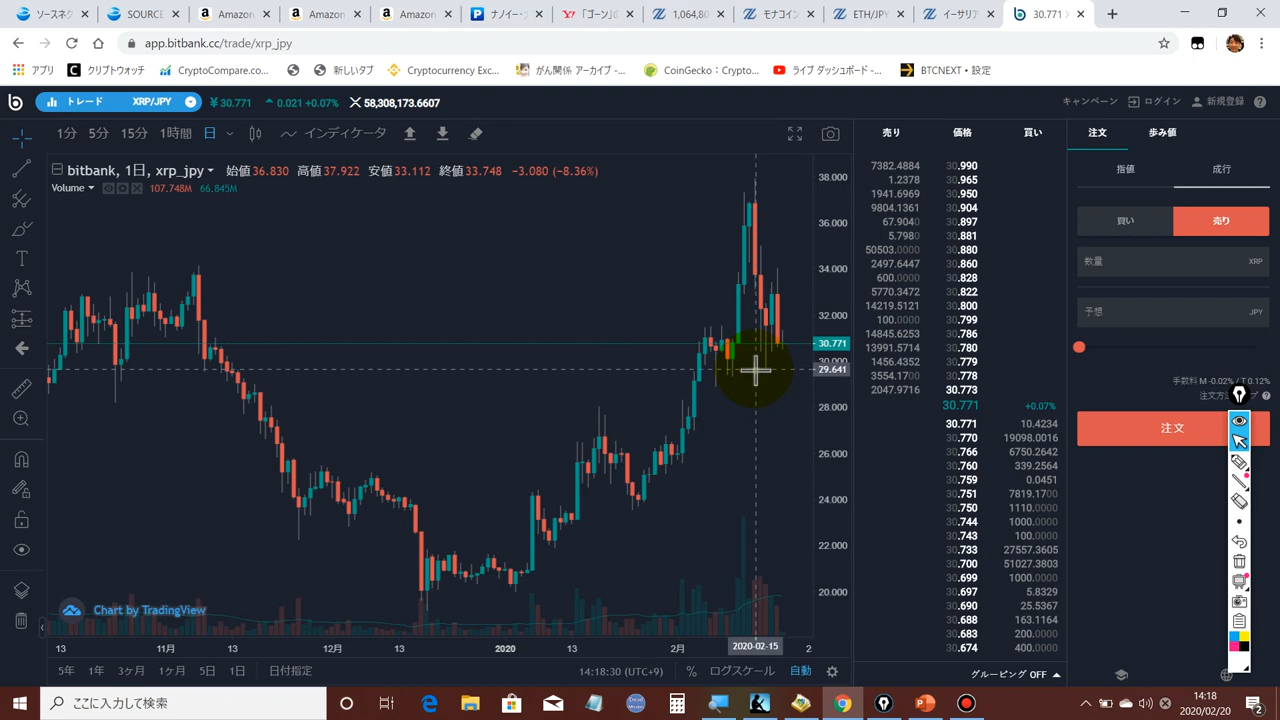 ソースネク
SOURCE
Amazon
Amazon
Amazon
ナノイー・フ
「ゴーン」の
1,064,80
モナコイン
ETH/JPY
イーサリア
30.771
app.bitbank.cc/trade/xrp_jpy
アプリ
クリプトウォッチ
CryptoCompare.co...
新しいタブ
Cryptocurrency Exc...
がん関係 アーカイブ -...
CoinGecko : Crypto...
ライブ ダッシュボード -...
BTCNEXT・設定
トレード XRP/JPY
¥30.771
0.021 +0.07%
58,308,173.6607
キャンペーン
ログイン
新規登録
1分 5分 15分 1時間 日
インディケータ
bitbank, 1日, xrp_jpy
始値36.830 高値37.922 安値33.112 終値33.748 -3.080 (-8.36%)
Volume
107.748M 66.845M
38.000
36.000
34.000
32.000
30.771
30.000
29.641
28.000
26.000
24.000
22.000
20.000
Chart by TradingView
13 11月 13 12月 13 2020 13 2月 2020-02-15 2
5年 1年 3ヶ月 1ヶ月 5日 1日 日付指定
14:18:30 (UTC+9)
% ログスケール 自動
売り 価格 買い
7382.4884 30.990
1.2378 30.965
1941.6969 30.950
9804.1361 30.904
67.9040 30.897
5.7980 30.881
50503.0000 30.880
2497.6447 30.860
600.0000 30.828
5770.3472 30.822
14219.5121 30.800
100.0000 30.799
14845.6253 30.786
13991.5714 30.780
1456.4352 30.779
3554.1700 30.778
2047.9716 30.773
30.771 +0.07%
30.771 10.4234
30.770 19098.0016
30.766 6750.2642
30.760 339.2564
30.759 0.0451
30.751 7819.1700
30.750 1110.0000
30.744 1000.0000
30.743 100.0000
30.733 27557.3605
30.700 51027.3803
30.699 1000.0000
30.697 5.8329
30.690 25.5367
30.688 163.3164
30.683 200.0000
30.674 400.0000
グルーピング OFF
注文 歩み値
指値 成行
買い 売り
数量 XRP
予想 JPY
手数料 M -0.02% / T 0.12%
注文
ここに入力して検索
14:18
2020/02/20